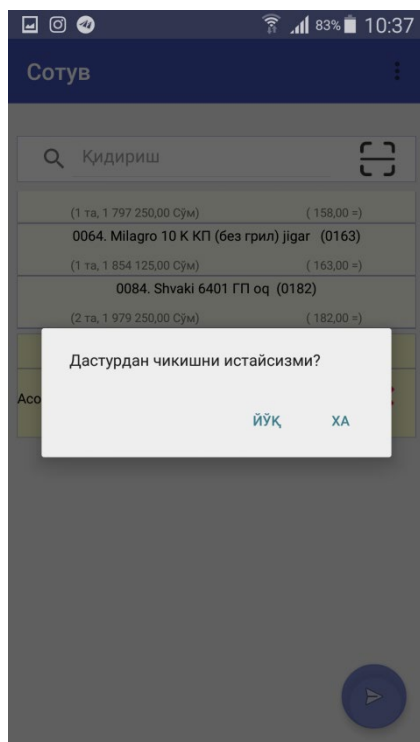 83% 10:37
Сотув
Қидириш
(1 та, 1 797 250,00 Сўм) ( 158,00 =)
0064. Milagro 10 К КП (без грил) jigar (0163)
(1 та, 1 854 125,00 Сўм) ( 163,00 =)
0084. Shvaki 6401 ГП oq (0182)
(2 та, 1 979 250,00 Сўм) ( 182,00 =)
Дастурдан чикишни истайсизми?
Асо
ЙЎҚ ХА